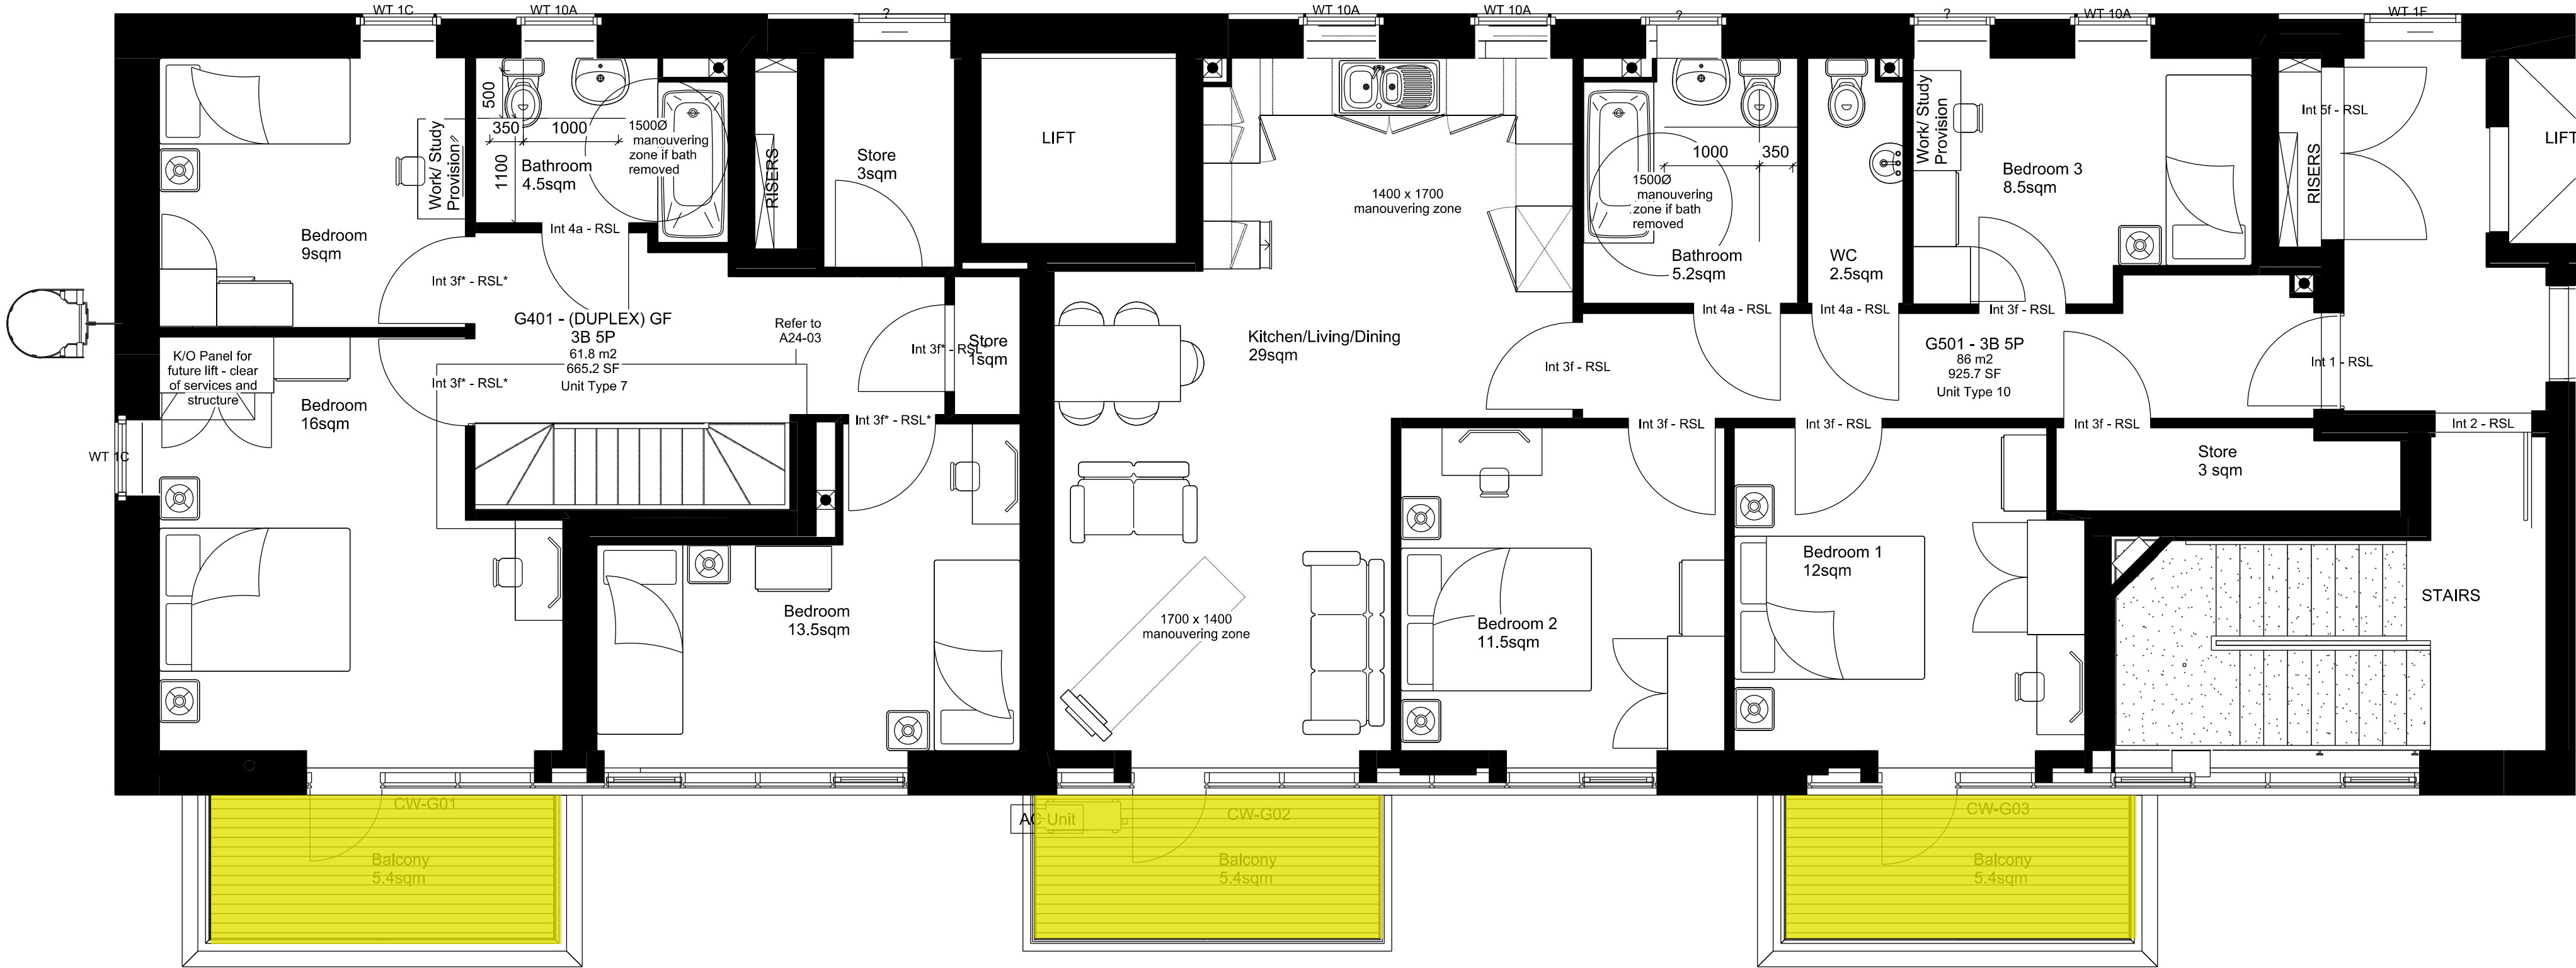 WT 1C
WT 10A
?
WT 10A
WT 10A
?
?
WT 10A
WT 1F
500
350
1000
1100
1500Ø
manouvering
zone if bath
removed
Bathroom
4.5sqm
Work/ Study
Provision
RISERS
Store
3sqm
LIFT
1400 x 1700
manouvering zone
1000
350
1500Ø
manouvering
zone if bath
removed
Bathroom
5.2sqm
WC
2.5sqm
Work/ Study
Provision
Bedroom 3
8.5sqm
RISERS
Int 5f - RSL
LIFT
Bedroom
9sqm
Int 4a - RSL
Int 3f* - RSL*
G401 - (DUPLEX) GF
3B 5P
61.8 m2
665.2 SF
Unit Type 7
Refer to
A24-03
Int 3f* - RSL*
Store
1sqm
Kitchen/Living/Dining
29sqm
Int 3f - RSL
Int 4a - RSL
Int 4a - RSL
Int 3f - RSL
G501 - 3B 5P
86 m2
925.7 SF
Unit Type 10
Int 1 - RSL
K/O Panel for
future lift - clear
of services and
structure
Int 3f* - RSL*
Bedroom
16sqm
WT 1C
Int 3f* - RSL*
Int 3f - RSL
Int 3f - RSL
Int 3f - RSL
Int 2 - RSL
Store
3 sqm
Bedroom
13.5sqm
1700 x 1400
manouvering zone
Bedroom 2
11.5sqm
Bedroom 1
12sqm
STAIRS
CW-G01
Balcony
5.4sqm
AC Unit
CW-G02
Balcony
5.4sqm
CW-G03
Balcony
5.4sqm